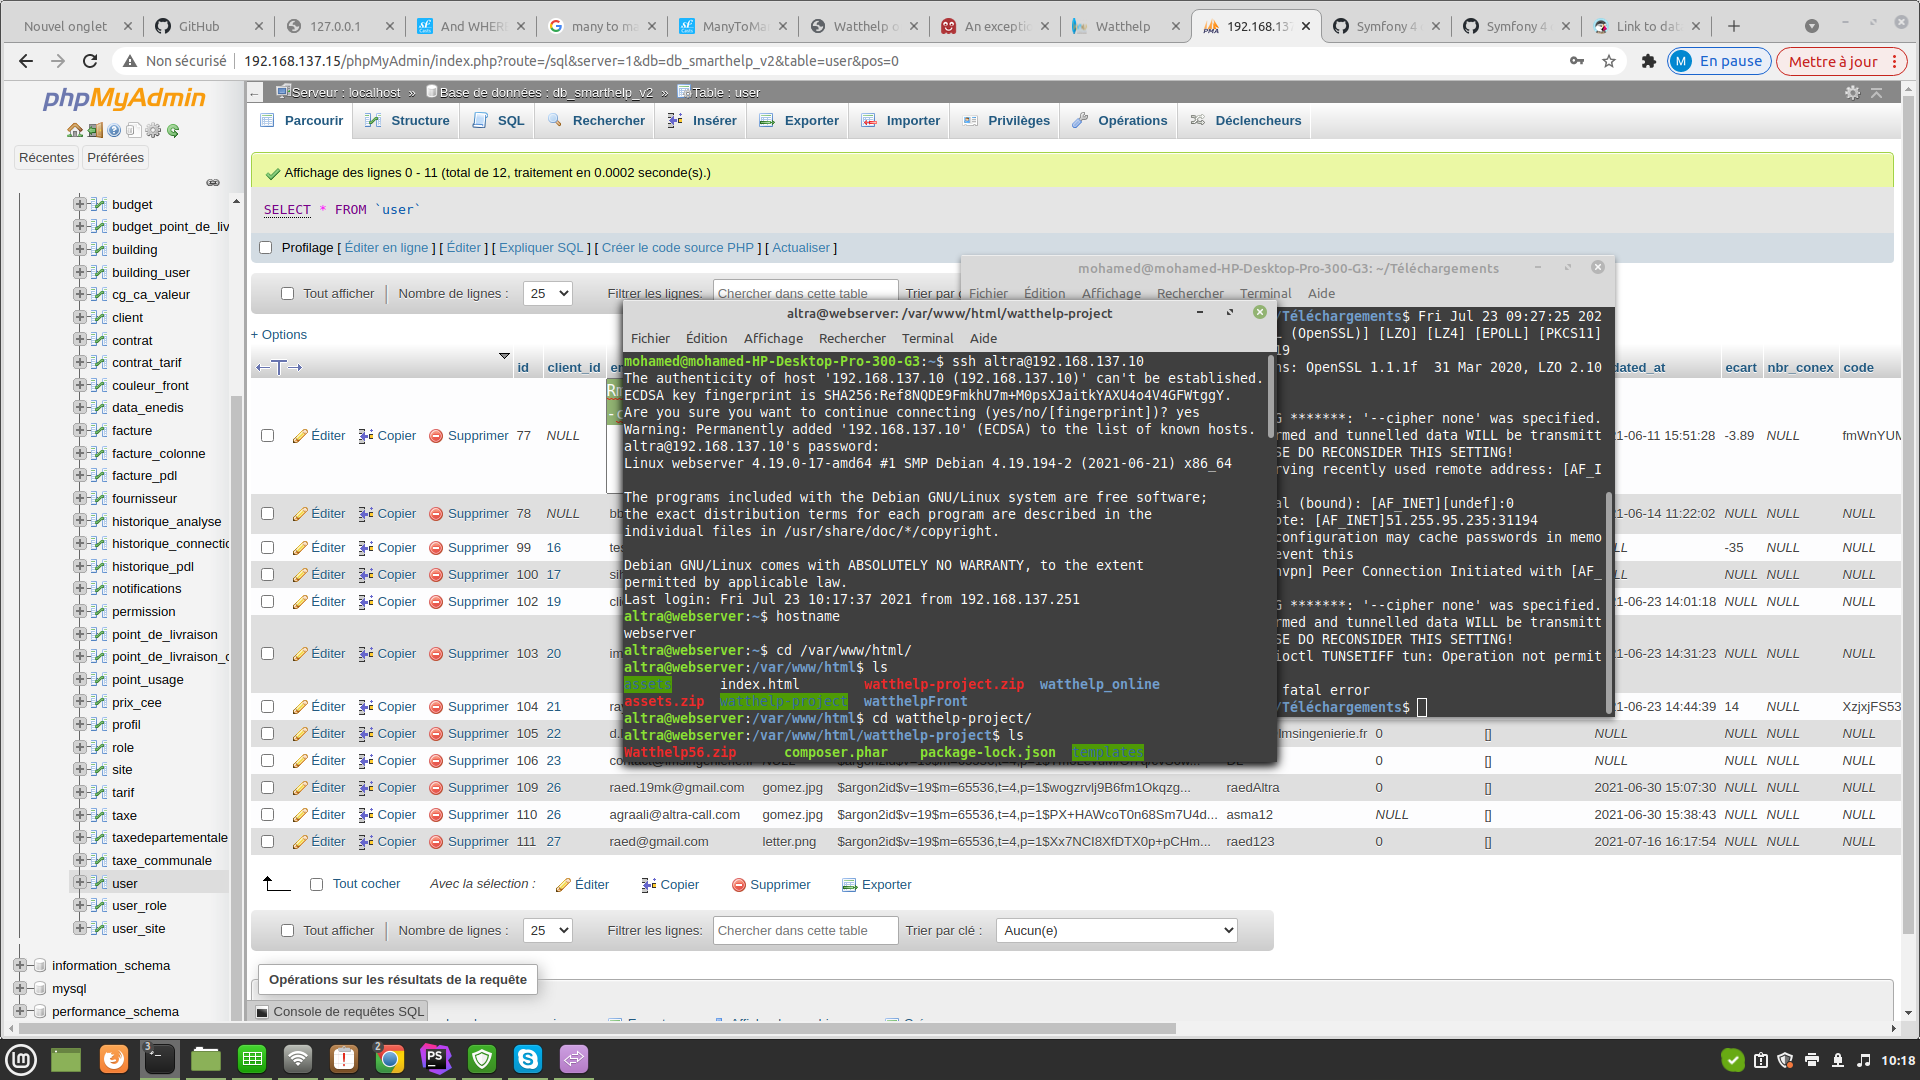 Nouvel onglet
GitHub
127.0.0.1
And WHER
many to ma
ManyToMa
Watthelp o
An excepti
Watthelp
192.168.137
Symfony 4
Symfony 4
Link to dat
Non sécurisé
192.168.137.15/phpMyAdmin/index.php?route=/sql&server=1&db=db_smarthelp_v2&table=user&pos=0
M En pause
Mettre à jour
phpMyAdmin
Récentes
Préférées
budget
budget_point_de_liv
building
building_user
cg_ca_valeur
client
contrat
contrat_tarif
couleur_front
data_enedis
facture
facture_colonne
facture_pdl
fournisseur
historique_analyse
historique_connectio
historique_pdl
notifications
permission
point_de_livraison
point_de_livraison_c
point_usage
prix_cee
profil
role
site
tarif
taxe
taxedepartementale
taxe_communale
user
user_role
user_site
information_schema
mysql
performance_schema
Serveur : localhost » Base de données : db_smarthelp_v2 » Table : user
Parcourir Structure SQL Rechercher Insérer Exporter Importer Privilèges Opérations Déclencheurs
Affichage des lignes 0 - 11 (total de 12, traitement en 0.0002 seconde(s).)
SELECT * FROM `user`
Profilage [ Éditer en ligne ] [ Éditer ] [ Expliquer SQL ] [ Créer le code source PHP ] [ Actualiser ]
Tout afficher Nombre de lignes : 25 Filtrer les lignes: Chercher dans cette table Trier par c
+ Options
id client_id en dated_at ecart nbr_conex code
Éditer Copier Supprimer 77 NULL 21-06-11 15:51:28 -3.89 NULL fmWnYUM
Éditer Copier Supprimer 78 NULL bb 21-06-14 11:22:02 NULL NULL NULL
Éditer Copier Supprimer 99 16 tes LL -35 NULL NULL
Éditer Copier Supprimer 100 17 sih LL NULL NULL NULL
Éditer Copier Supprimer 102 19 clie 21-06-23 14:01:18 NULL NULL NULL
Éditer Copier Supprimer 103 20 im 21-06-23 14:31:23 NULL NULL NULL
Éditer Copier Supprimer 104 21 rav 21-06-23 14:44:39 14 NULL XzjxjFS53
Éditer Copier Supprimer 105 22 d. lmsingenierie.fr 0 [] NULL NULL NULL NULL
Éditer Copier Supprimer 106 23 0 [] NULL NULL NULL NULL
Éditer Copier Supprimer 109 26 raed.19mk@gmail.com gomez.jpg $argon2id$v=19$m=65536,t=4,p=1$wogzrvlj9B6fm1Okqzg... raedAltra 0 [] 2021-06-30 15:07:30 NULL NULL NULL
Éditer Copier Supprimer 110 26 agraali@altra-call.com gomez.jpg $argon2id$v=19$m=65536,t=4,p=1$PX+HAWcoT0n68Sm7U4d... asma12 NULL [] 2021-06-30 15:38:43 NULL NULL NULL
Éditer Copier Supprimer 111 27 raed@gmail.com letter.png $argon2id$v=19$m=65536,t=4,p=1$Xx7NCI8XfDTX0p+pCHm... raed123 0 [] 2021-07-16 16:17:54 NULL NULL NULL
Tout cocher Avec la sélection : Éditer Copier Supprimer Exporter
Tout afficher Nombre de lignes : 25 Filtrer les lignes: Chercher dans cette table Trier par clé : Aucun(e)
Opérations sur les résultats de la requête
Console de requêtes SQL
mohamed@mohamed-HP-Desktop-Pro-300-G3: ~/Téléchargements
Fichier Édition Affichage Rechercher Terminal Aide
/Téléchargements$ Fri Jul 23 09:27:25 202
L (OpenSSL)] [LZO] [LZ4] [EPOLL] [PKCS11]
19
ns: OpenSSL 1.1.1f 31 Mar 2020, LZO 2.10
G *******: '--cipher none' was specified.
rmed and tunnelled data WILL be transmitt
SE DO RECONSIDER THIS SETTING!
rving recently used remote address: [AF_I
al (bound): [AF_INET][undef]:0
ote: [AF_INET]51.255.95.235:31194
configuration may cache passwords in memo
event this
nvpn] Peer Connection Initiated with [AF_
G *******: '--cipher none' was specified.
rmed and tunnelled data WILL be transmitt
SE DO RECONSIDER THIS SETTING!
ioctl TUNSETIFF tun: Operation not permit
fatal error
/Téléchargements$
altra@webserver: /var/www/html/watthelp-project
Fichier Édition Affichage Rechercher Terminal Aide
mohamed@mohamed-HP-Desktop-Pro-300-G3:~$ ssh altra@192.168.137.10
The authenticity of host '192.168.137.10 (192.168.137.10)' can't be established.
ECDSA key fingerprint is SHA256:Ref8NQDE9FmkhU7m+M0psXJaitkYAXU4o4V4GFWtggY.
Are you sure you want to continue connecting (yes/no/[fingerprint])? yes
Warning: Permanently added '192.168.137.10' (ECDSA) to the list of known hosts.
altra@192.168.137.10's password:
Linux webserver 4.19.0-17-amd64 #1 SMP Debian 4.19.194-2 (2021-06-21) x86_64
The programs included with the Debian GNU/Linux system are free software;
the exact distribution terms for each program are described in the
individual files in /usr/share/doc/*/copyright.
Debian GNU/Linux comes with ABSOLUTELY NO WARRANTY, to the extent
permitted by applicable law.
Last login: Fri Jul 23 10:17:37 2021 from 192.168.137.251
altra@webserver:~$ hostname
webserver
altra@webserver:~$ cd /var/www/html/
altra@webserver:/var/www/html$ ls
assets index.html watthelp-project.zip watthelp_online
assets.zip watthelp-project watthelpFront
altra@webserver:/var/www/html$ cd watthelp-project/
altra@webserver:/var/www/html/watthelp-project$ ls
Watthelp56.zip composer.phar package-lock.json templates
10:18